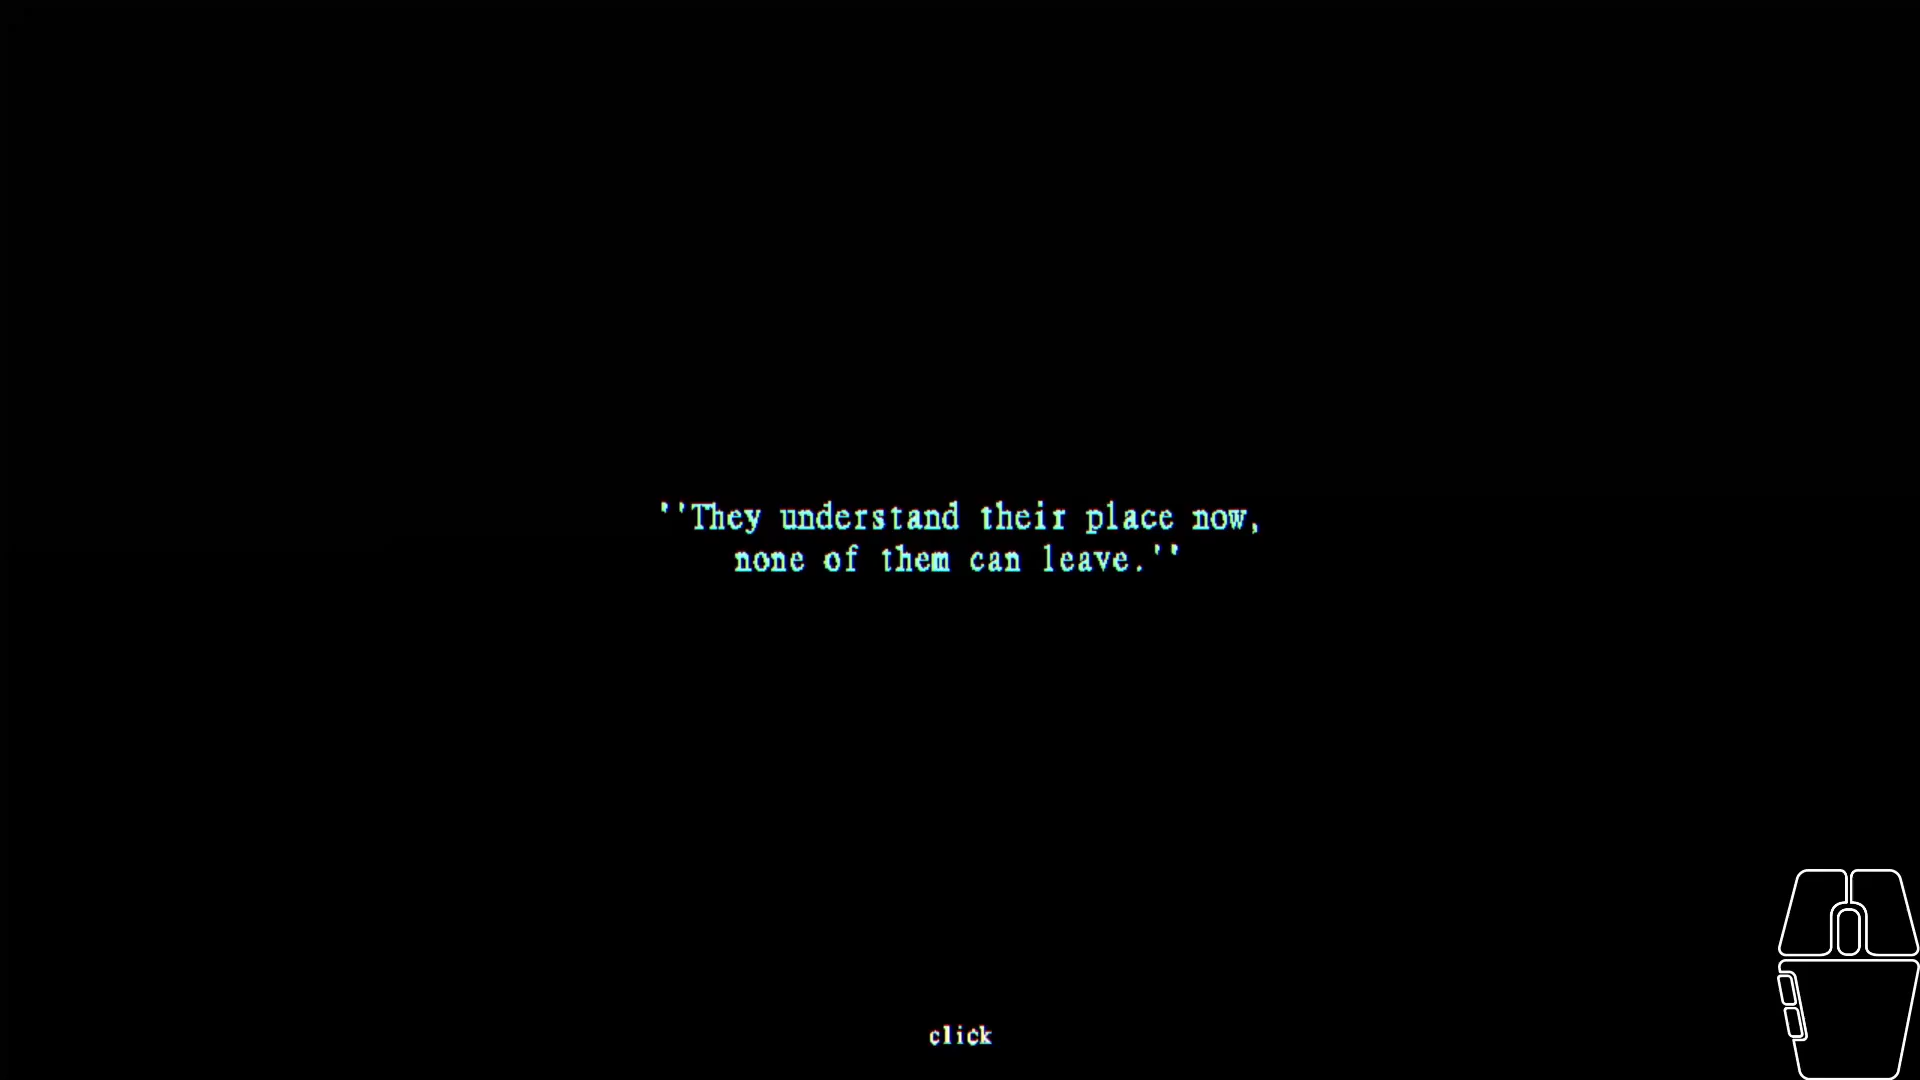 ''They understand their place now,
none of them can leave.''
click